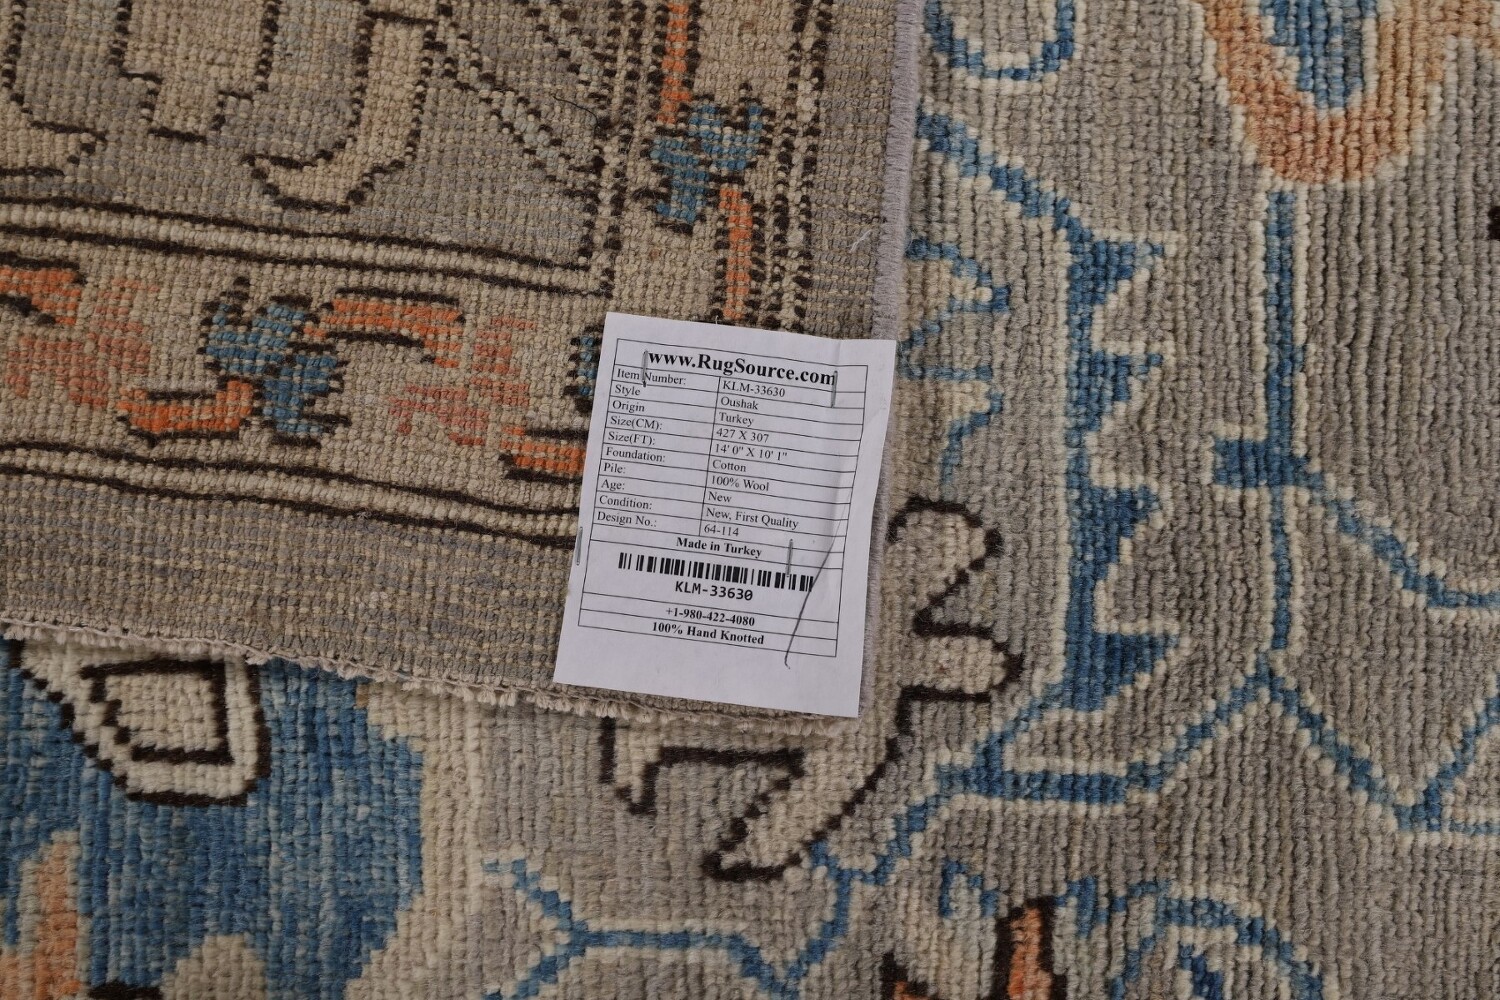 www.RugSource.com
Item Number: KLM-33630
Style Oushak
Origin Turkey
Size(CM): 427 X 307
Size(FT): 14' 0" X 10' 1"
Foundation: Cotton
Pile: 100% Wool
Age: New
Condition: New, First Quality
Design No.: 64-114
Made in Turkey
KLM-33630
+1-980-422-4080
100% Hand Knotted